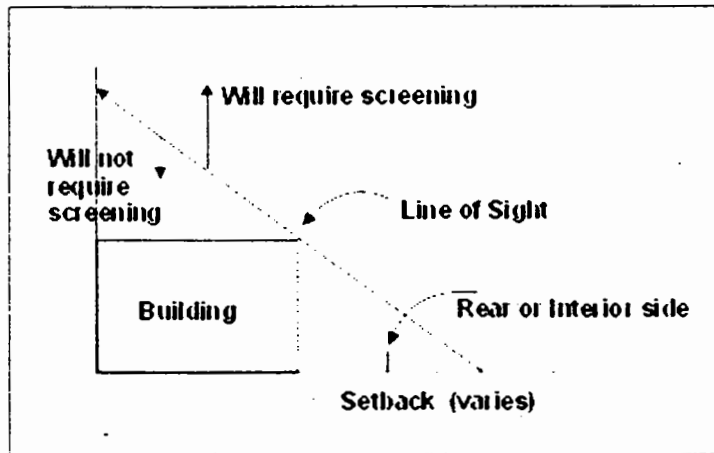 Will require screening
Will not
require
screening
Line of Sight
Building
Rear or Interior side
Setback (varies)